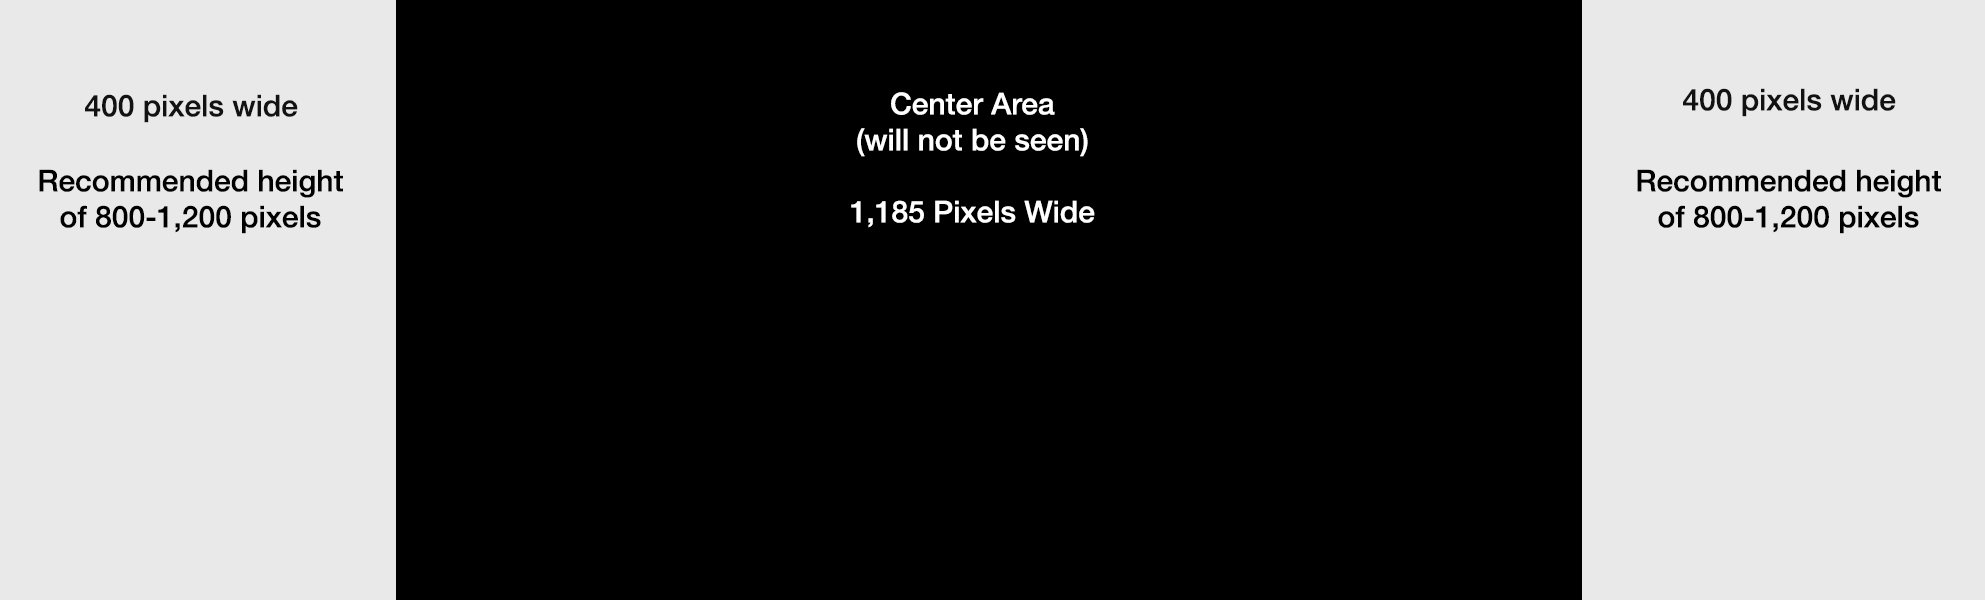 400 pixels wide
Recommended height
of 800-1,200 pixels
Center Area
(will not be seen)
1,185 Pixels Wide
400 pixels wide
Recommended height
of 800-1,200 pixels